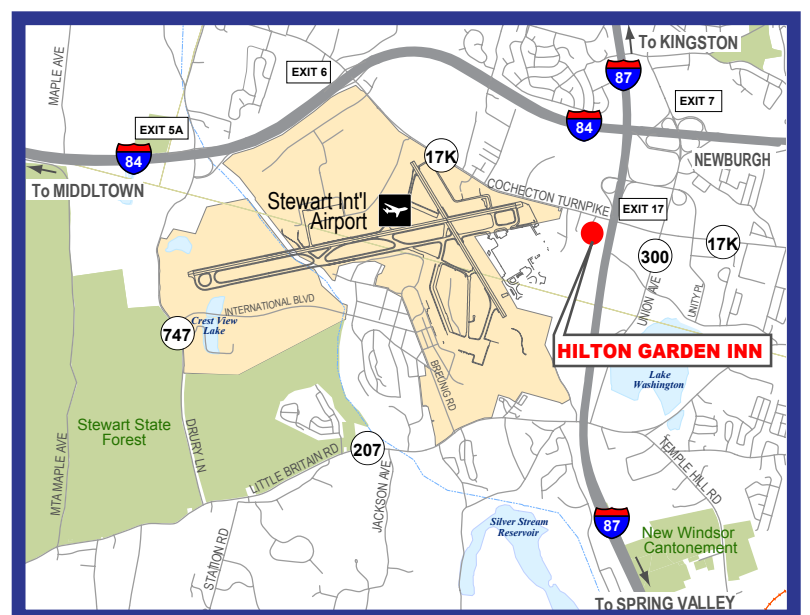 To KINGSTON
87
MAPLE AVE
EXIT 6
EXIT 7
EXIT 5A
84
84
17K
NEWBURGH
To MIDDLTOWN
COCHECTON TURNPIKE
Stewart Int'l
Airport
EXIT 17
300
17K
UNION AVE
UNITY PL
INTERNATIONAL BLVD
Crest View
Lake
747
HILTON GARDEN INN
Lake
Washington
BREUNIG RD
Stewart State
Forest
DRURY LN
MTA MAPLE AVE
LITTLE BRITAIN RD
207
TEMPLE HILL RD
JACKSON AVE
STATION RD
Silver Stream
Reservoir
87
New Windsor
Cantonement
To SPRING VALLEY